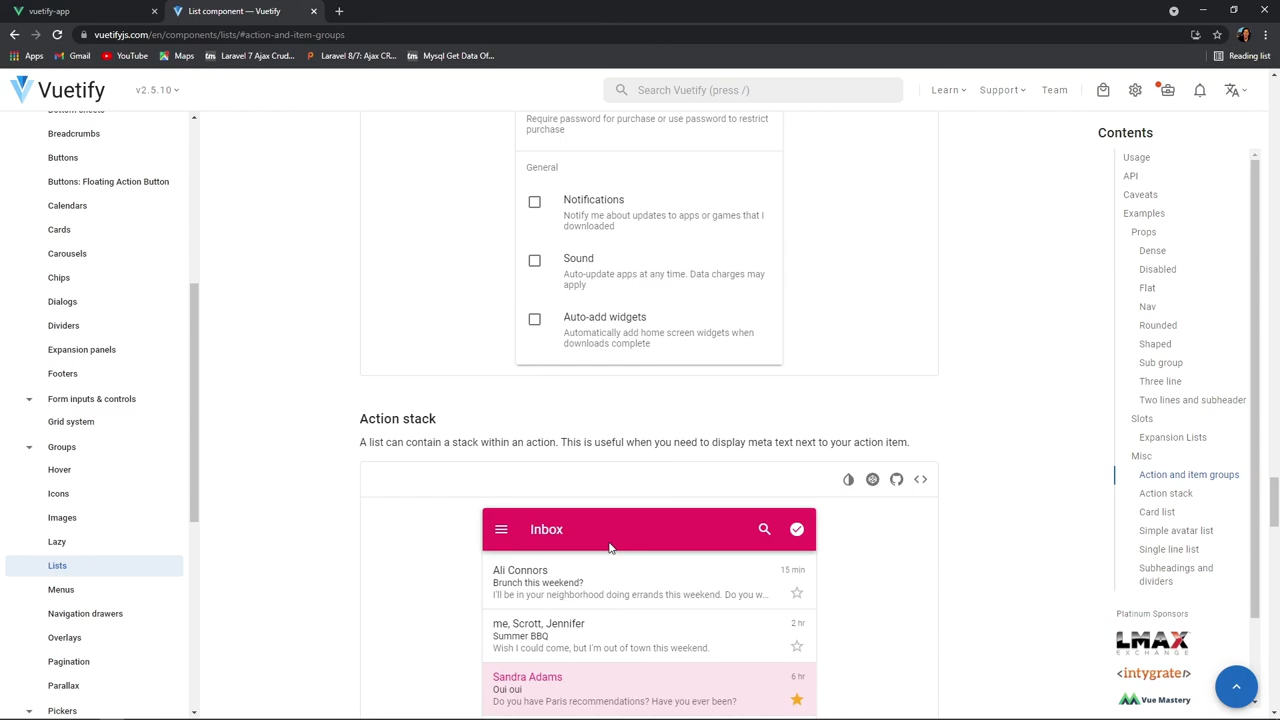 vuetify-app
List component — Vuetify
vuetifyjs.com/en/components/lists/#action-and-item-groups
Apps
Gmail
YouTube
Maps
Laravel 7 Ajax Crud...
Laravel 8/7: Ajax CR...
Mysql Get Data Of...
Reading list
Vuetify
v2.5.10
Search Vuetify (press /)
Learn
Support
Team
Bottom sheets
Breadcrumbs
Buttons
Buttons: Floating Action Button
Calendars
Cards
Carousels
Chips
Dialogs
Dividers
Expansion panels
Footers
Form inputs & controls
Grid system
Groups
Hover
Icons
Images
Lazy
Lists
Menus
Navigation drawers
Overlays
Pagination
Parallax
Pickers
Require password for purchase or use password to restrict
purchase
General
Notifications
Notify me about updates to apps or games that I
downloaded
Sound
Auto-update apps at any time. Data charges may
apply
Auto-add widgets
Automatically add home screen widgets when
downloads complete
Action stack
A list can contain a stack within an action. This is useful when you need to display meta text next to your action item.
Inbox
Ali Connors
15 min
Brunch this weekend?
I'll be in your neighborhood doing errands this weekend. Do you w...
me, Scrott, Jennifer
2 hr
Summer BBQ
Wish I could come, but I'm out of town this weekend.
Sandra Adams
6 hr
Oui oui
Do you have Paris recommendations? Have you ever been?
Contents
Usage
API
Caveats
Examples
Props
Dense
Disabled
Flat
Nav
Rounded
Shaped
Sub group
Three line
Two lines and subheader
Slots
Expansion Lists
Misc
Action and item groups
Action stack
Card list
Simple avatar list
Single line list
Subheadings and
dividers
Platinum Sponsors
LMAX
EXCHANGE
<intygrate/>
Vue Mastery